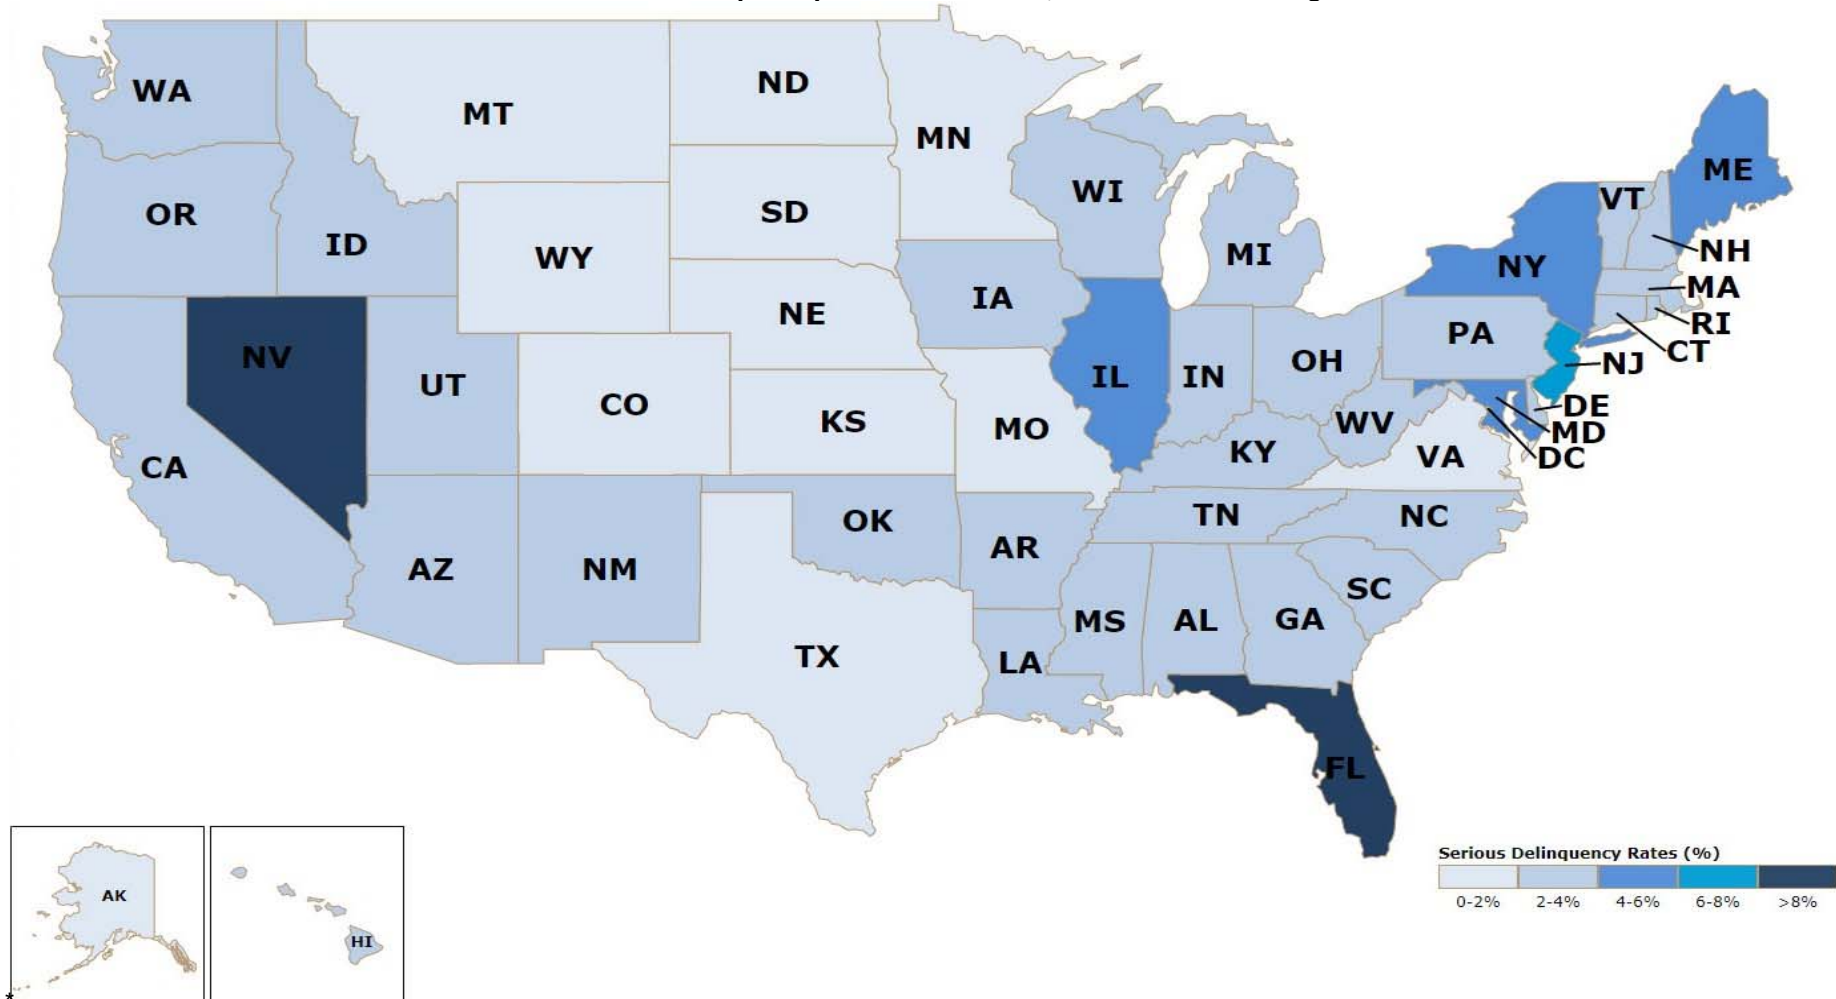 WA
MT
ND
MN
ME
OR
ID
WY
SD
WI
MI
VT
NY
NH
MA
RI
CT
NV
UT
CO
NE
IA
IL
IN
OH
PA
NJ
CA
KS
MO
KY
WV
VA
DE
MD
DC
AZ
NM
OK
AR
TN
NC
TX
LA
MS
AL
GA
SC
FL
AK
HI
*
Serious Delinquency Rates (%)
0-2% 2-4% 4-6% 6-8% >8%